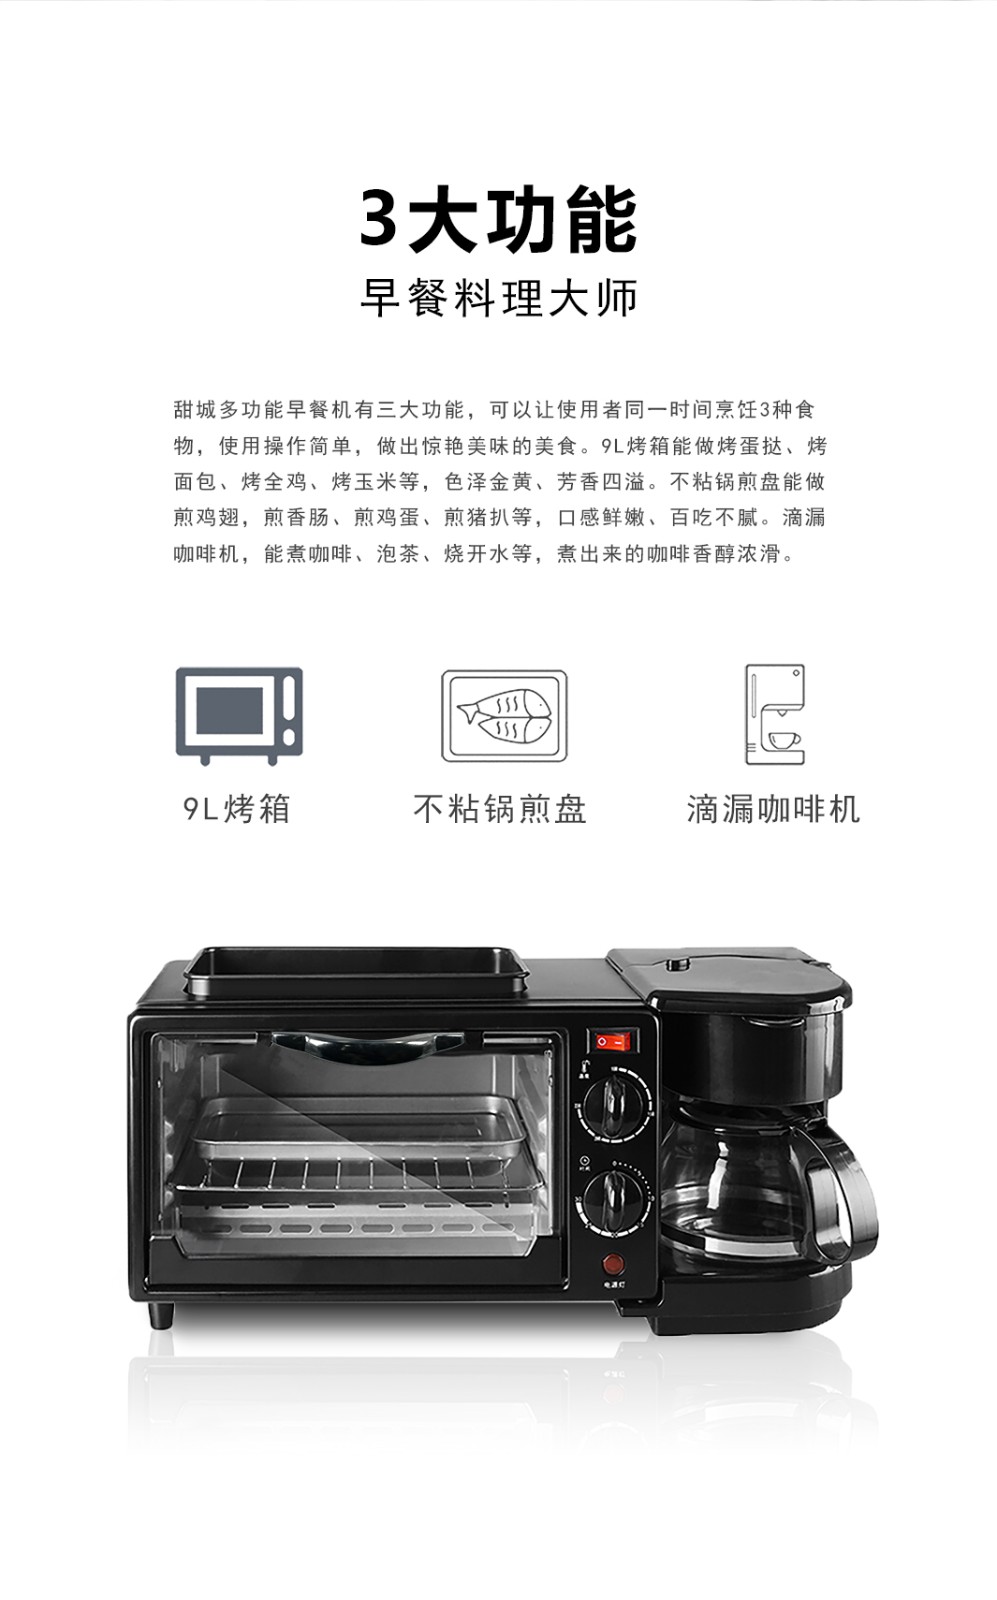 3大功能
早餐料理大师
甜城多功能早餐机有三大功能，可以让使用者同一时间烹饪3种食
物，使用操作简单，做出惊艳美味的美食。9L烤箱能做烤蛋挞、烤
面包、烤全鸡、烤玉米等，色泽金黄、芳香四溢。不粘锅煎盘能做
煎鸡翅，煎香肠、煎鸡蛋、煎猪扒等，口感鲜嫩、百吃不腻。滴漏
咖啡机，能煮咖啡、泡茶、烧开水等，煮出来的咖啡香醇浓滑。
9L烤箱
不粘锅煎盘
滴漏咖啡机
电源灯